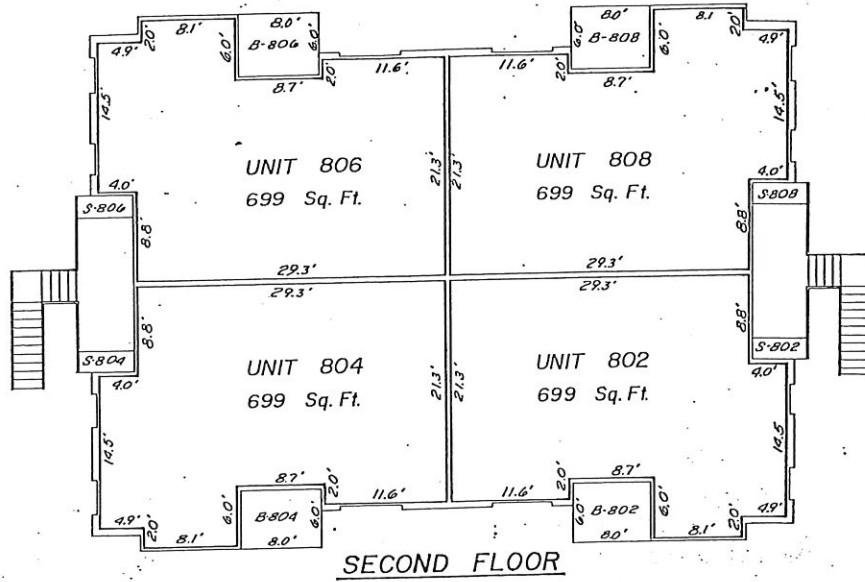 8.1' 8.0' 8.0' 8.1
4.9' 2.0' 6.0' B-806 6.0' 6.0' B-808 6.0' 2.0' 4.9'
8.7' 2.0' 11.6' 11.6' 2.0' 8.7'
14.5' 14.5'
UNIT 806 21.3' 21.3' UNIT 808
699 Sq. Ft. 699 Sq. Ft.
4.0' 4.0'
S-806 S-808
8.8' 8.8'
29.3' 29.3'
29.3' 29.3'
8.8' 8.8'
S-804 S-802
4.0' 4.0'
UNIT 804 21.3' 21.3' UNIT 802
699 Sq. Ft. 699 Sq. Ft.
14.5' 14.5'
8.7' 2.0' 11.6' 11.6' 2.0' 8.7'
4.9' 2.0' 6.0' B-804 6.0' 6.0' B-802 6.0' 2.0' 4.9'
8.1' 8.0' 8.0' 8.1'
SECOND FLOOR